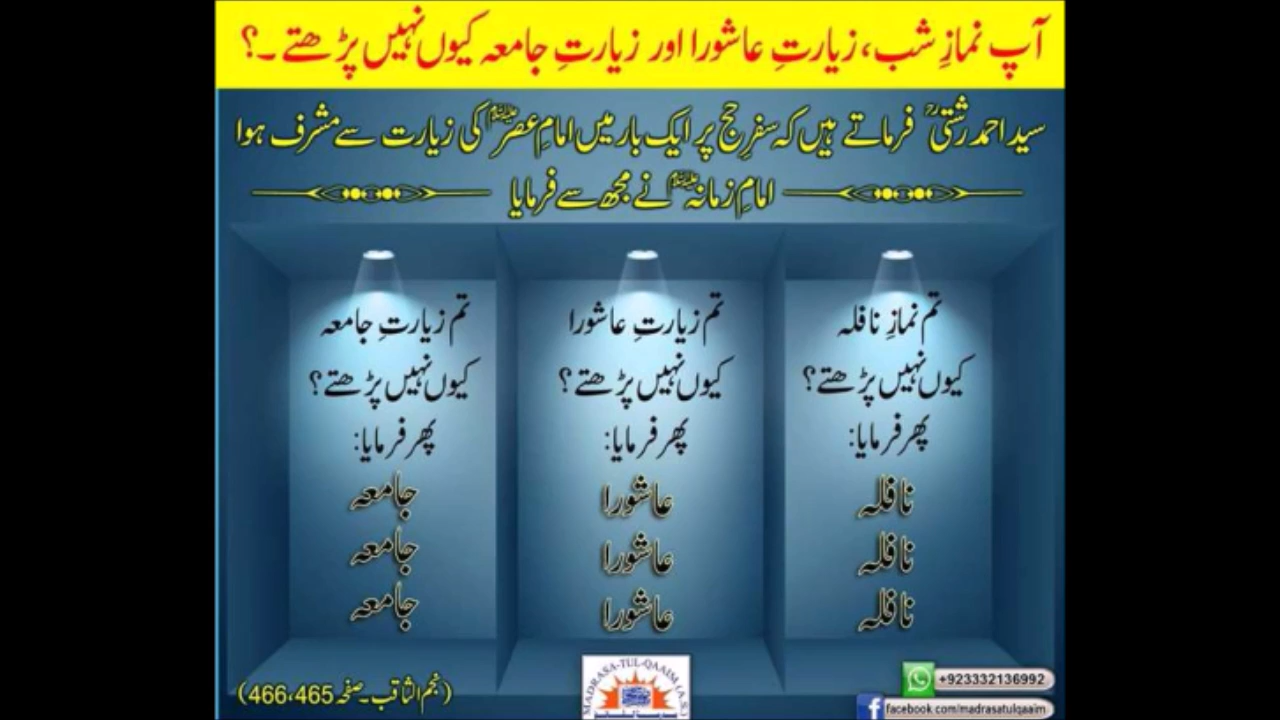 آپ نمازِ شب، زیارتِ عاشورا اور زیارتِ جامعہ کیوں نہیں پڑھتے ۔؟
سید احمد رشتیؒ فرماتے ہیں کہ سفرِ حج پر ایک بار میں امامِ عصرؑ کی زیارت سے مشرف ہوا
امامِ زمانہؑ نے مجھ سے فرمایا
تم نمازِ نافلہ
کیوں نہیں پڑھتے؟
پھر فرمایا:
نافلہ
نافلہ
نافلہ
تم زیارتِ عاشورا
کیوں نہیں پڑھتے؟
پھر فرمایا:
عاشورا
عاشورا
عاشورا
تم زیارتِ جامعہ
کیوں نہیں پڑھتے؟
پھر فرمایا:
جامعہ
جامعہ
جامعہ
(نجم الثاقب۔صفحہ 465،466)
MADRASA-TUL-QAAIM (A.S.)
+923332136992
facebook.com/madrasatulqaaim